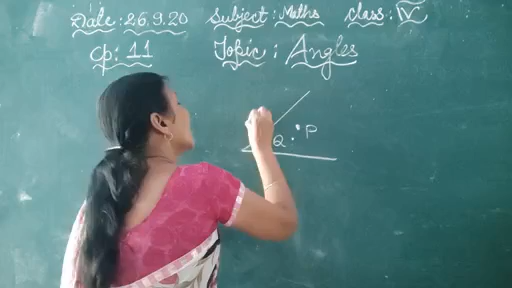 Date: 26.9.20 Subject: Maths Class: IV
CP: 11 Topic: Angles
P
Q